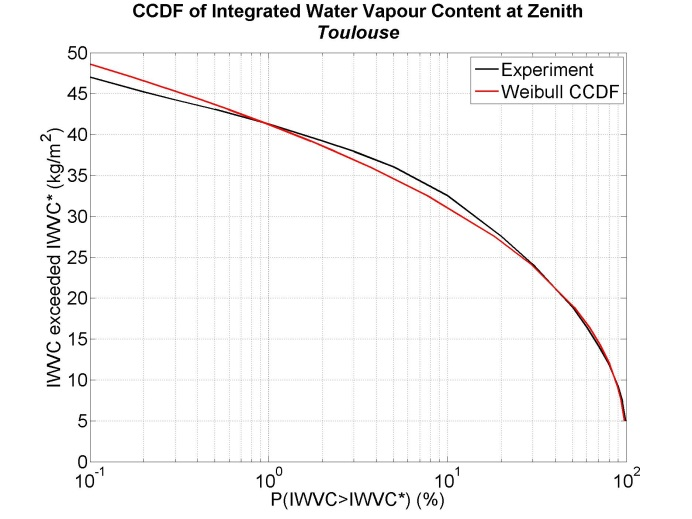 CCDF of Integrated Water Vapour Content at Zenith
Toulouse
Experiment
Weibull CCDF
IWVC exceeded IWVC* (kg/m²)
50
45
40
35
30
25
20
15
10
5
0
10⁻¹ 10⁰ 10¹ 10²
P(IWVC>IWVC*) (%)